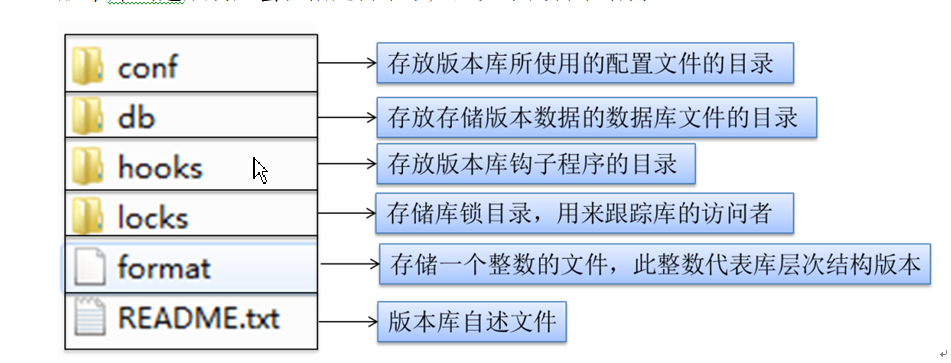 conf
存放版本库所使用的配置文件的目录
db
存放存储版本数据的数据库文件的目录
hooks
存放版本库钩子程序的目录
locks
存储库锁目录，用来跟踪库的访问者
format
存储一个整数的文件，此整数代表库层次结构版本
README.txt
版本库自述文件